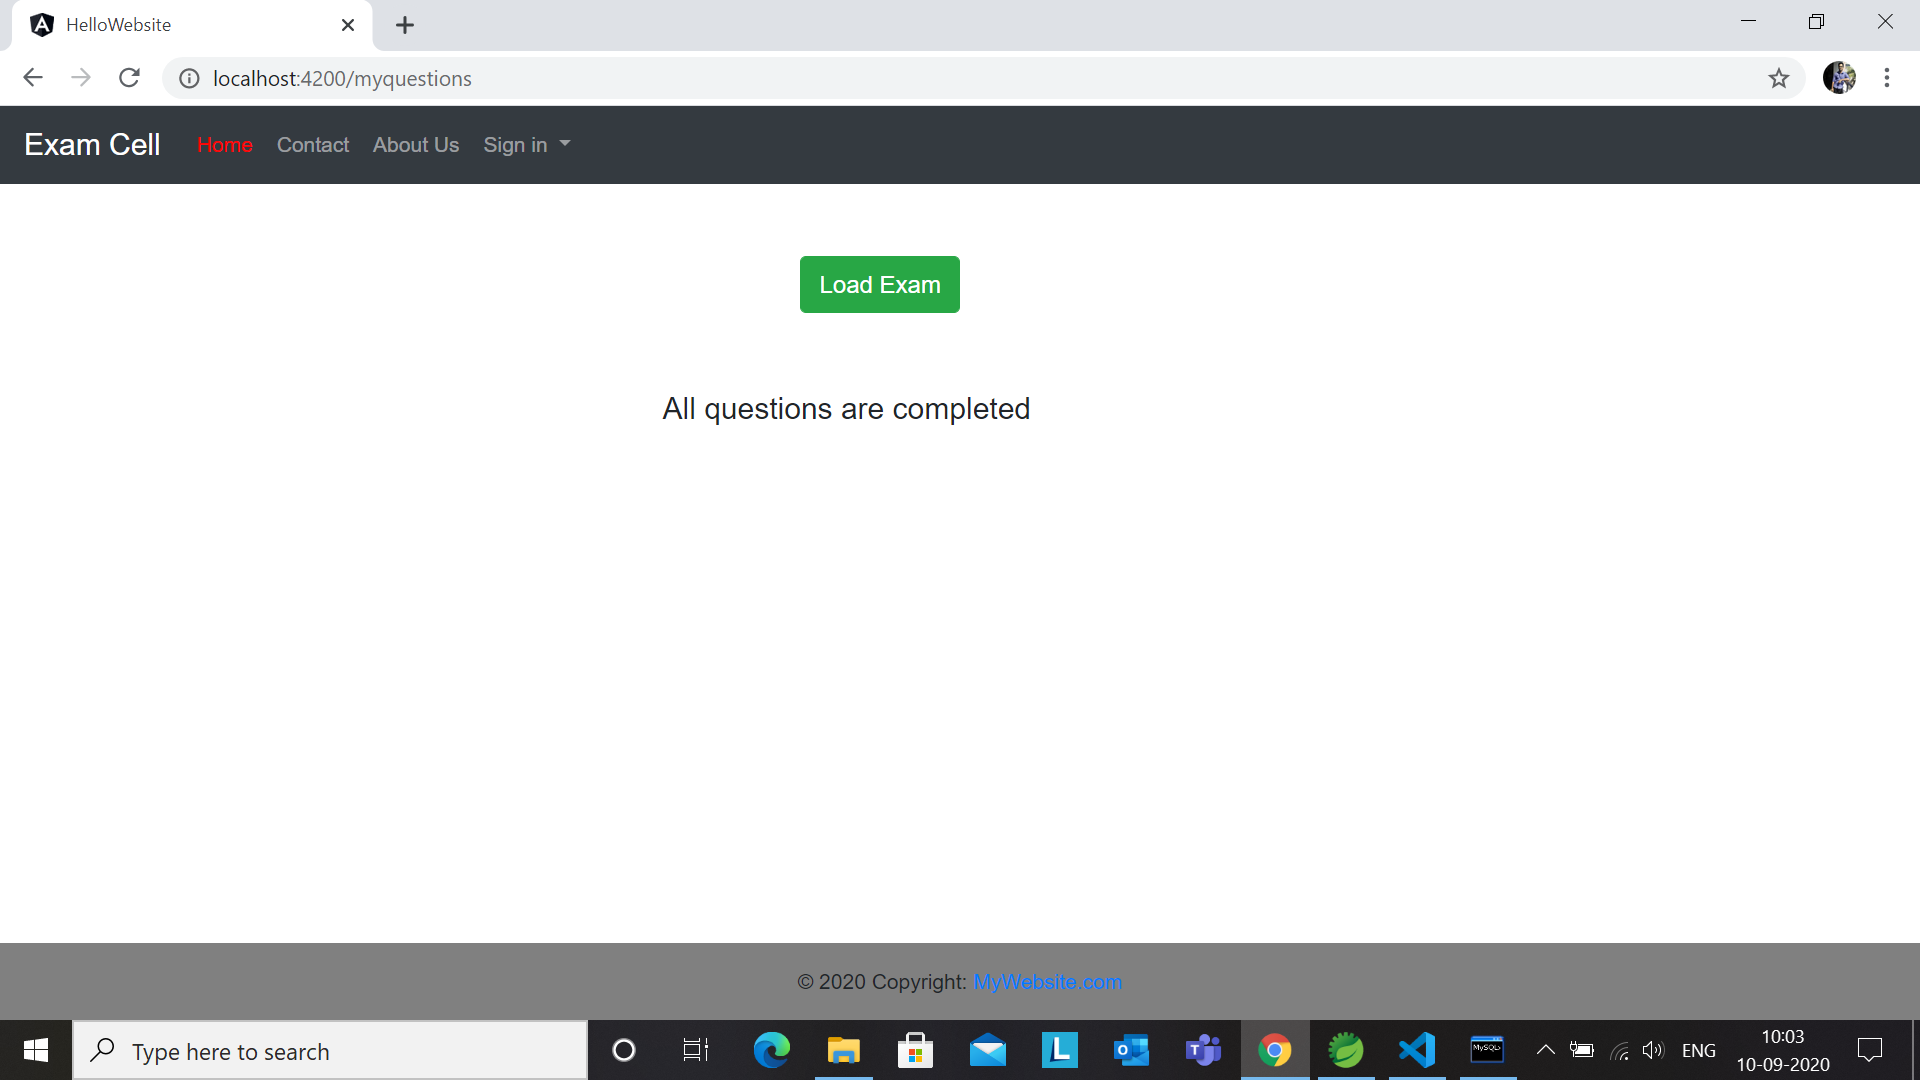 HelloWebsite
localhost:4200/myquestions
Exam Cell Home Contact About Us Sign in
Load Exam
All questions are completed
© 2020 Copyright: MyWebsite.com
Type here to search
L
O
T
MySQL>
ENG
10:03
10-09-2020